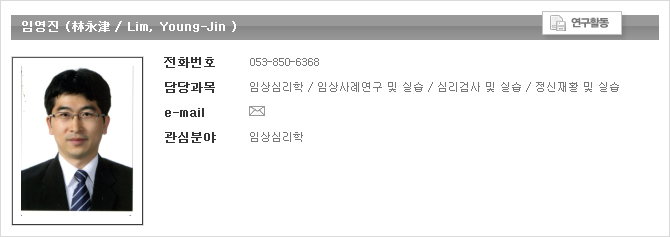 임영진 (林永津 / Lim, Young-Jin )
연구활동
전화번호 053-850-6368
담당과목 임상심리학 / 임상사례연구 및 실습 / 심리검사 및 실습 / 정신재활 및 실습
e-mail
관심분야 임상심리학